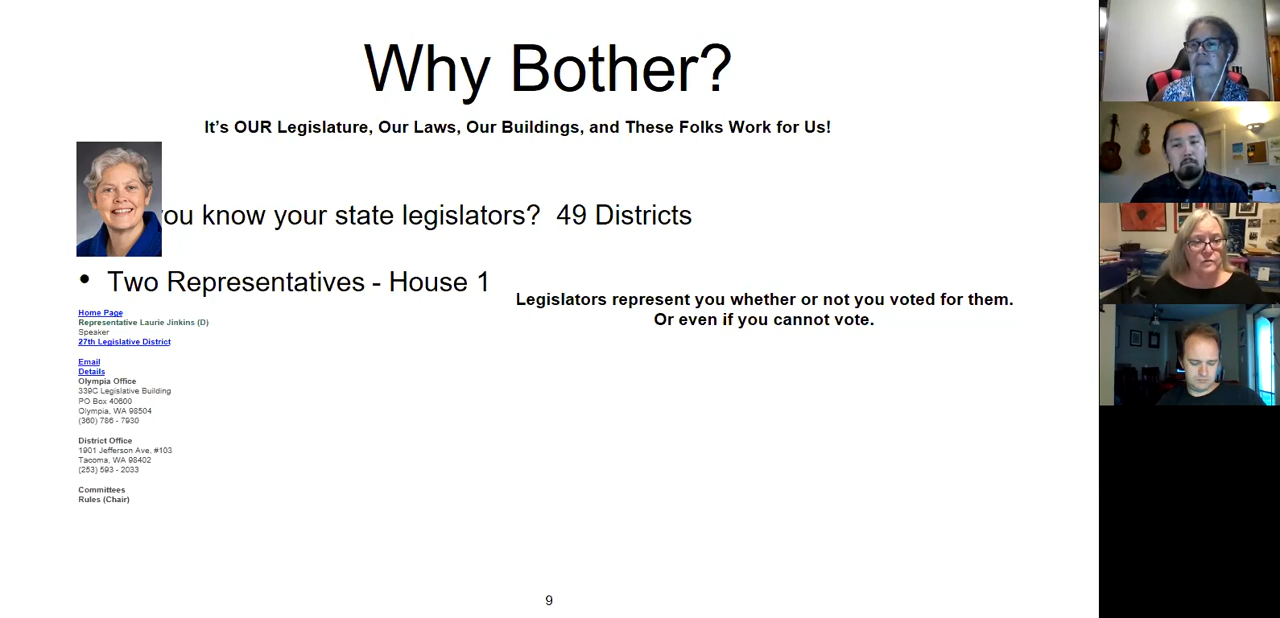 Why Bother?
It's OUR Legislature, Our Laws, Our Buildings, and These Folks Work for Us!
you know your state legislators?  49 Districts
• Two Representatives - House 1
Legislators represent you whether or not you voted for them.
Or even if you cannot vote.
Home Page
Representative Laurie Jinkins (D)
Speaker
27th Legislative District
Email
Details
Olympia Office
339C Legislative Building
PO Box 40600
Olympia, WA 98504
(360) 786 - 7930
District Office
1901 Jefferson Ave, #103
Tacoma, WA 98402
(253) 593 - 2033
Committees
Rules (Chair)
9